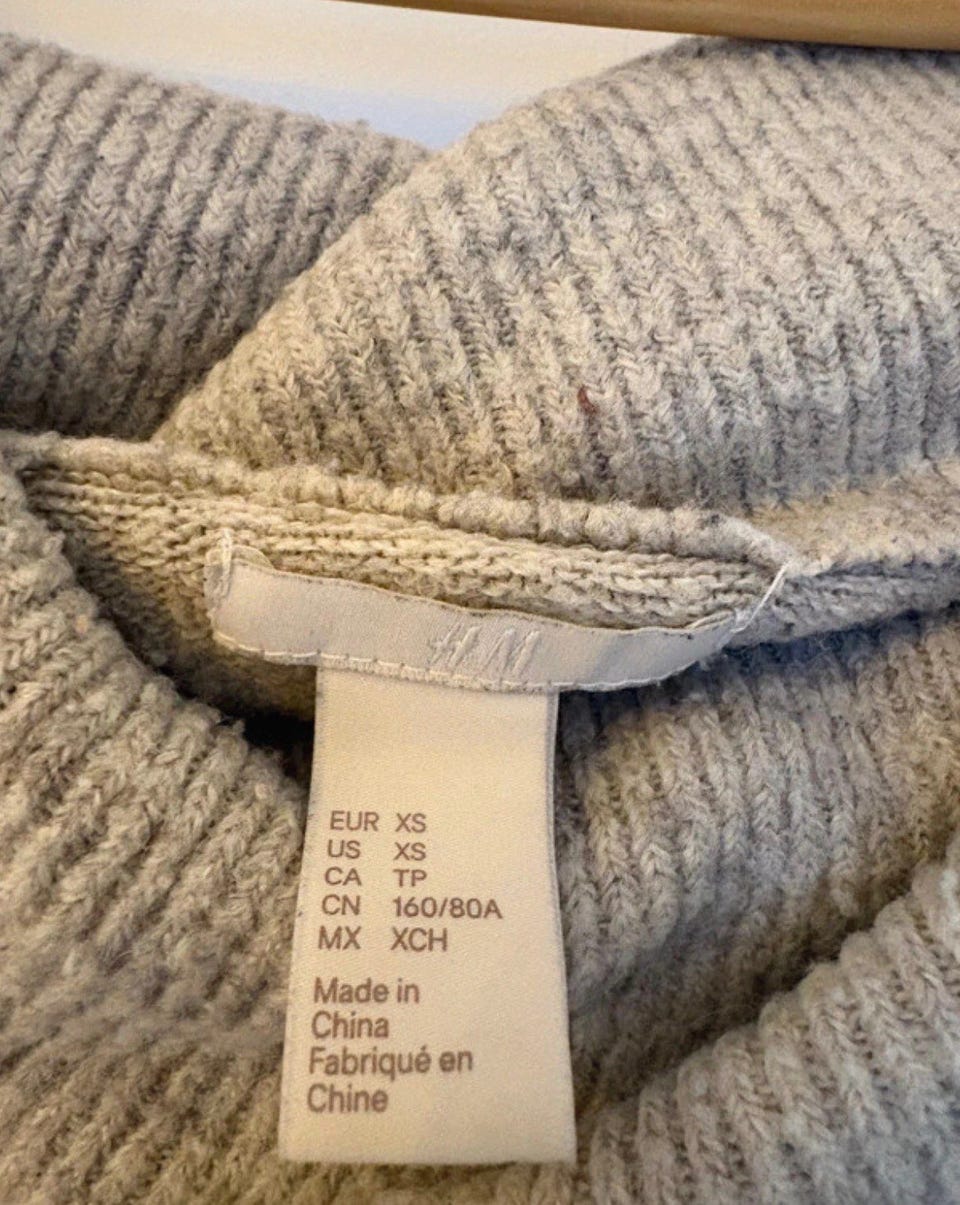 H&M
EUR XS
US XS
CA TP
CN 160/80A
MX XCH
Made in
China
Fabriqué en
Chine